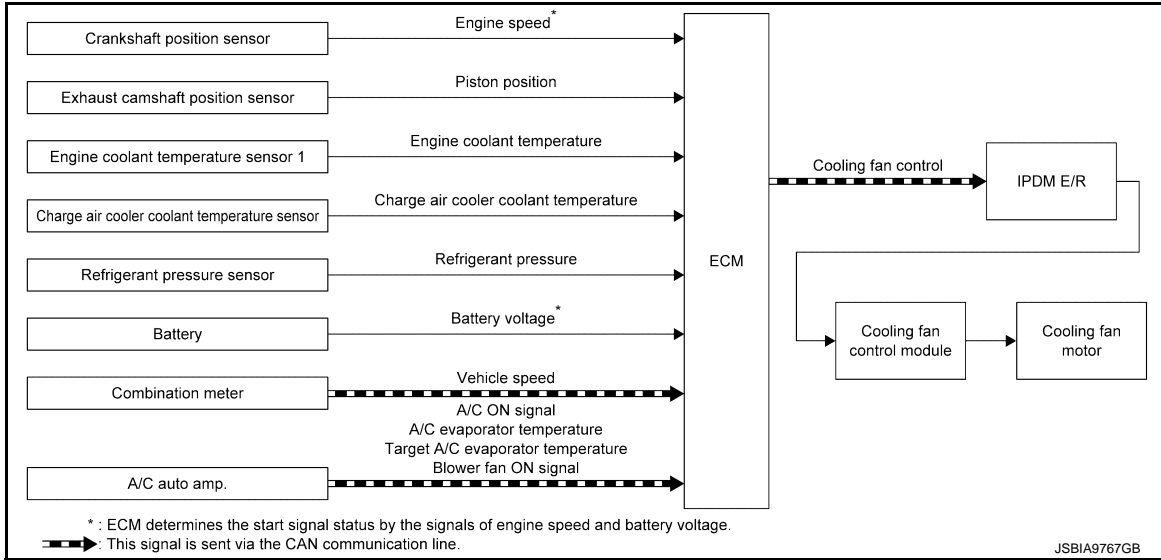 Crankshaft position sensor
Engine speed*
Exhaust camshaft position sensor
Piston position
Engine coolant temperature sensor 1
Engine coolant temperature
Charge air cooler coolant temperature sensor
Charge air cooler coolant temperature
Refrigerant pressure sensor
Refrigerant pressure
Battery
Battery voltage*
Combination meter
Vehicle speed
A/C auto amp.
A/C ON signal
A/C evaporator temperature
Target A/C evaporator temperature
Blower fan ON signal
ECM
Cooling fan control
IPDM E/R
Cooling fan
control module
Cooling fan
motor
* : ECM determines the start signal status by the signals of engine speed and battery voltage.
: This signal is sent via the CAN communication line.
JSBIA9767GB